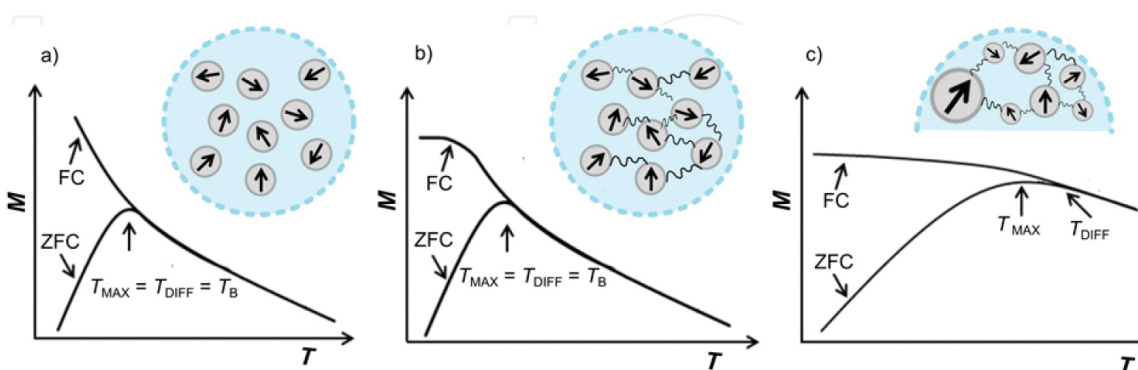 a)
M
FC
ZFC
T_MAX = T_DIFF = T_B
T
b)
M
FC
ZFC
T_MAX = T_DIFF = T_B
T
c)
M
FC
ZFC
T_MAX
T_DIFF
T